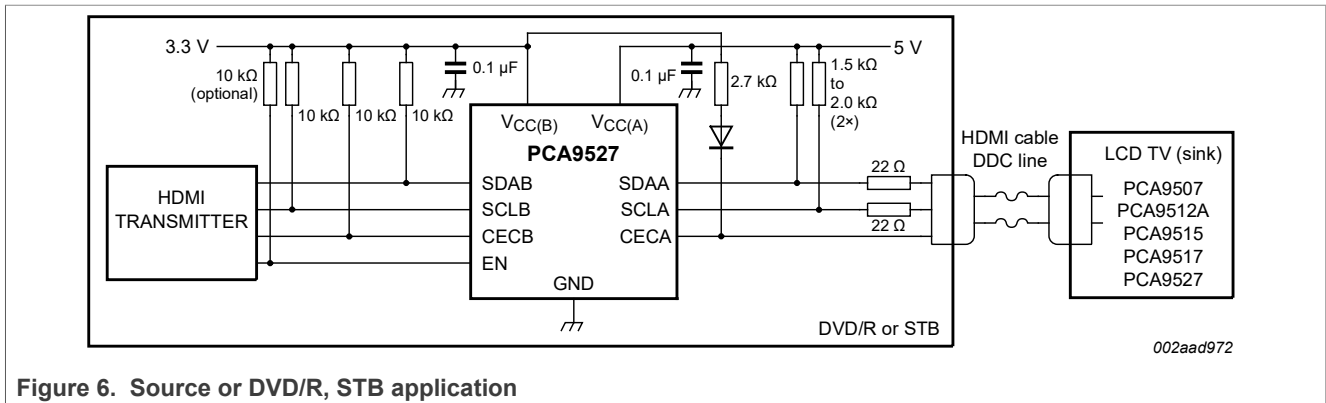 3.3 V
5 V
10 kΩ
(optional)
10 kΩ
10 kΩ
10 kΩ
0.1 μF
0.1 μF
2.7 kΩ
1.5 kΩ
to
2.0 kΩ
(2×)
VCC(B)
VCC(A)
PCA9527
HDMI
TRANSMITTER
SDAB
SCLB
CECB
EN
SDAA
SCLA
CECA
GND
22 Ω
22 Ω
HDMI cable
DDC line
LCD TV (sink)
PCA9507
PCA9512A
PCA9515
PCA9517
PCA9527
DVD/R or STB
002aad972
Figure 6. Source or DVD/R, STB application